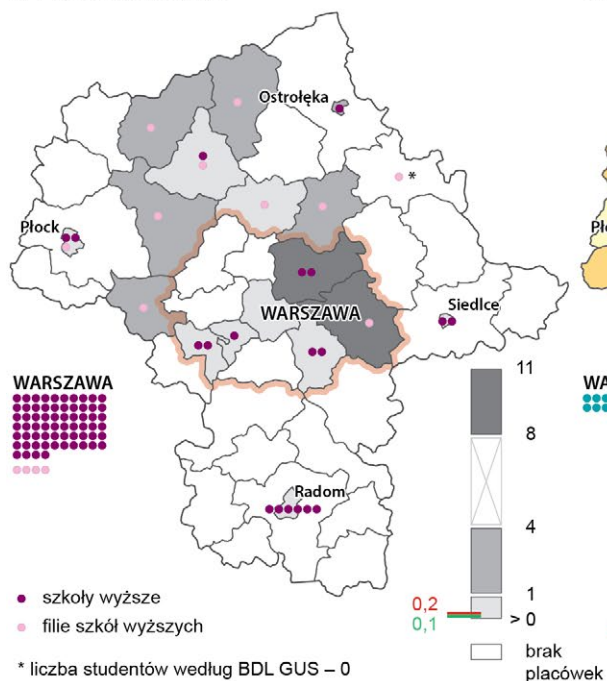 Ostrołęka
*
Płock
Płoc
WARSZAWA
Siedlce
WARSZAWA
11
WA
8
Radom
4
1
0,2
0,1
> 0
szkoły wyższe
filie szkół wyższych
brak
placówek
* liczba studentów według BDL GUS – 0